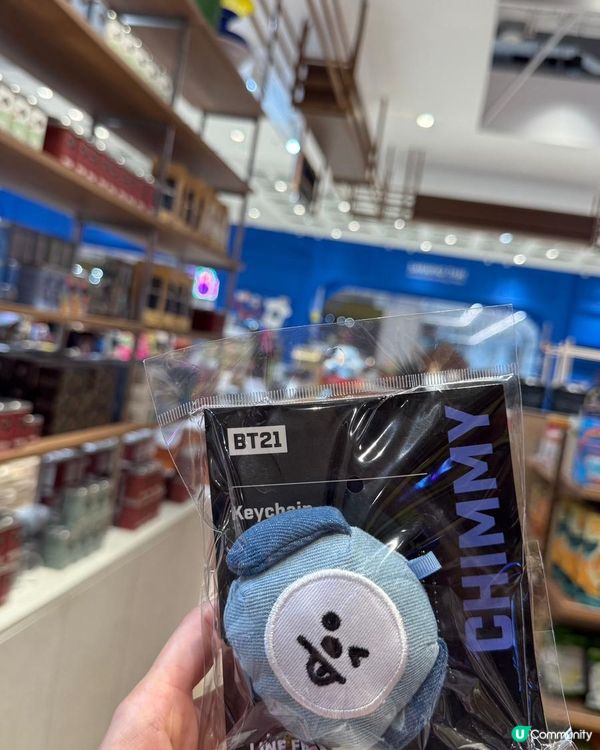 BT21
Keychain
CHIMMY
LINE FR
U Community